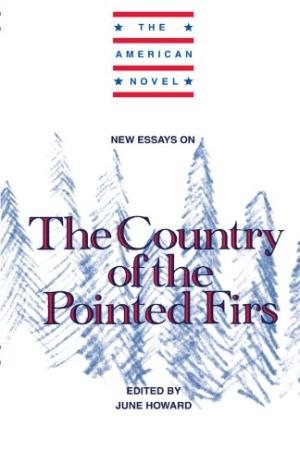 THE
AMERICAN
NOVEL
NEW ESSAYS ON
The Country
of the
Pointed Firs
EDITED BY
JUNE HOWARD